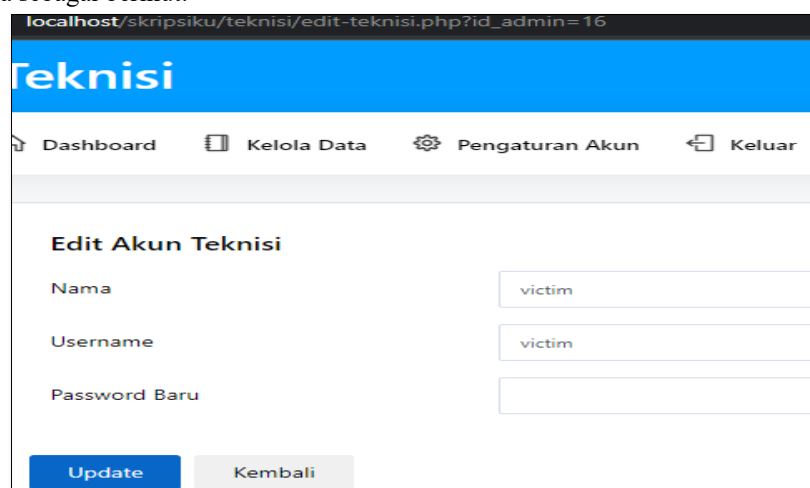 localhost/skripsiku/teknisi/edit-teknisi.php?id_admin=16
Teknisi
Dashboard Kelola Data Pengaturan Akun Keluar
Edit Akun Teknisi
Nama victim
Username victim
Password Baru
Update Kembali